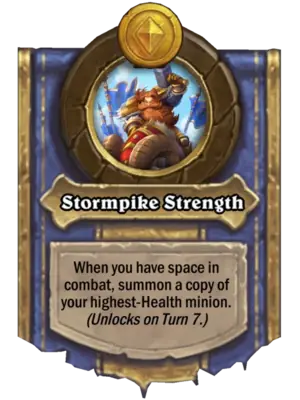 Stormpike Strength
When you have space in
combat, summon a copy of
your highest-Health minion.
(Unlocks on Turn 7.)